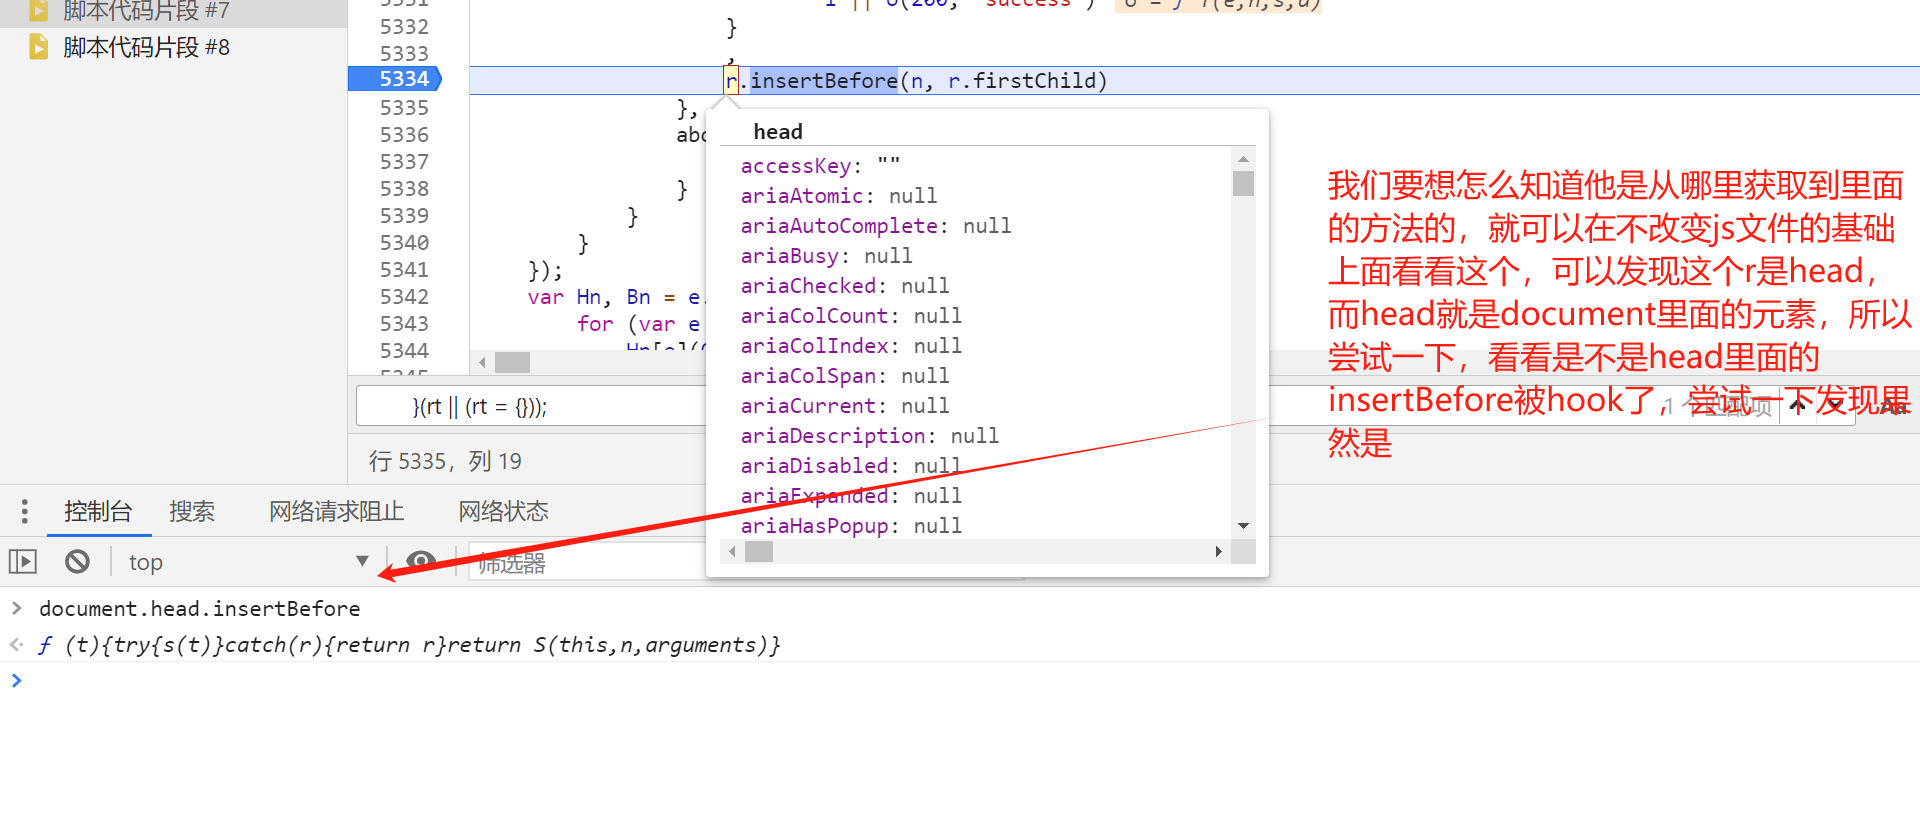 脚本代码片段 #7
脚本代码片段 #8
5331
5332 }
5333 ,
5334 r.insertBefore(n, r.firstChild)
5335 },
5336
5337
5338 }
5339 }
5340 }
5341 });
5342 var Hn, Bn = e.
5343 for (var e
5344
head
accessKey: ""
ariaAtomic: null
ariaAutoComplete: null
ariaBusy: null
ariaChecked: null
ariaColCount: null
ariaColIndex: null
ariaColSpan: null
ariaCurrent: null
ariaDescription: null
ariaDisabled: null
ariaExpanded: null
ariaHasPopup: null
我们要想怎么知道他是从哪里获取到里面
的方法的，就可以在不改变js文件的基础
上面看看这个，可以发现这个r是head，
而head就是document里面的元素，所以
尝试一下，看看是不是head里面的
insertBefore被hook了，尝试一下发现果
然是
}(rt || (rt = {}));
1 个匹配项
Aa
行 5335，列 19
控制台 搜索 网络请求阻止 网络状态
top
筛选器
> document.head.insertBefore
ƒ (t){try{s(t)}catch(r){return r}return S(this,n,arguments)}
>